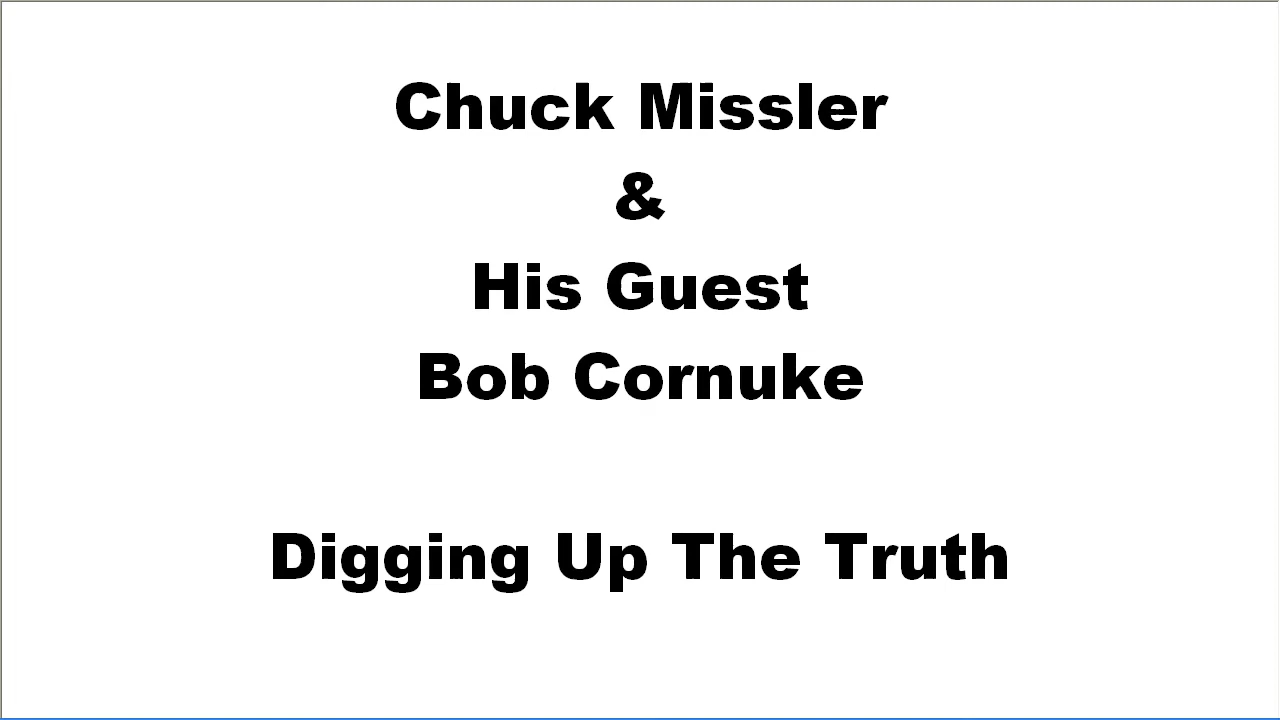 Chuck Missler
&
His Guest
Bob Cornuke
Digging Up The Truth